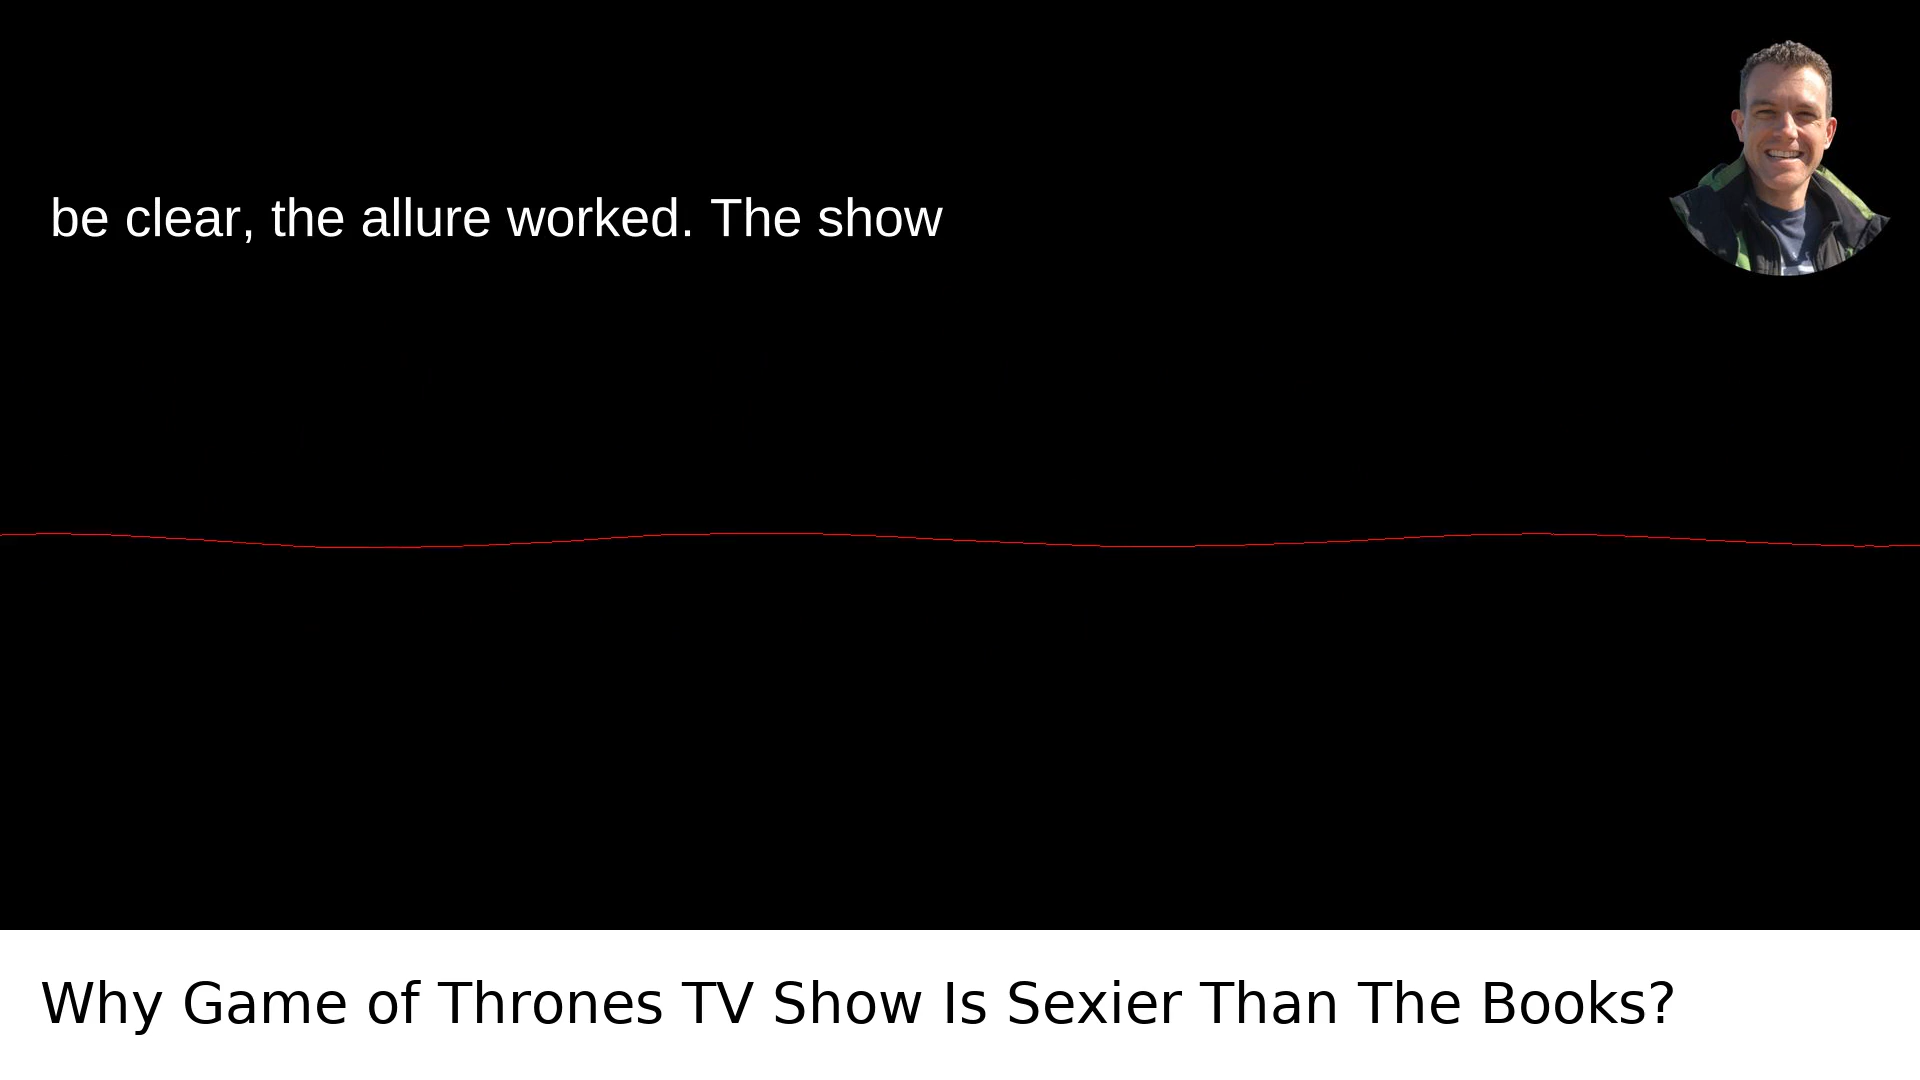 be clear, the allure worked. The show
Why Game of Thrones TV Show Is Sexier Than The Books?